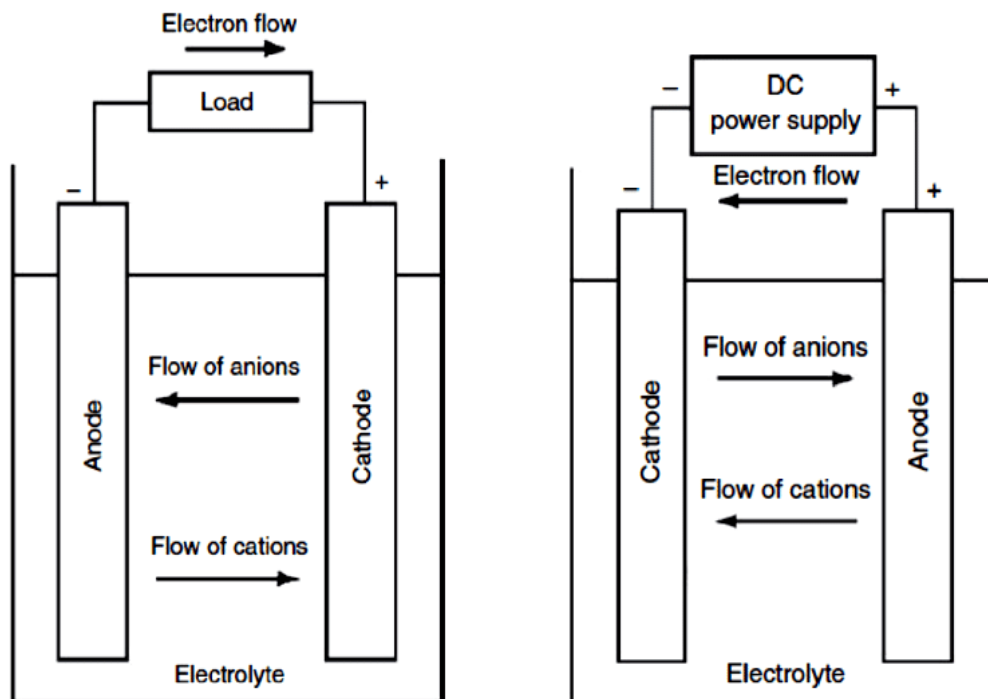 Electron flow
Load
−
+
Anode
Cathode
Flow of anions
Flow of cations
Electrolyte
DC
power supply
−
+
Electron flow
−
+
Cathode
Anode
Flow of anions
Flow of cations
Electrolyte